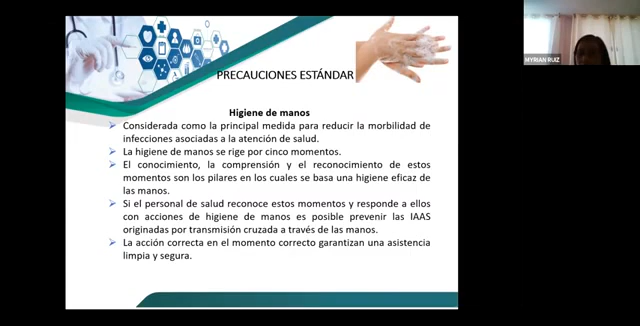 PRECAUCIONES ESTÁNDAR
Higiene de manos
Considerada como la principal medida para reducir la morbilidad de
infecciones asociadas a la atención de salud.
La higiene de manos se rige por cinco momentos.
El conocimiento, la comprensión y el reconocimiento de estos
momentos son los pilares en los cuales se basa una higiene eficaz de
las manos.
Si el personal de salud reconoce estos momentos y responde a ellos
con acciones de higiene de manos es posible prevenir las IAAS
originadas por transmisión cruzada a través de las manos.
La acción correcta en el momento correcto garantizan una asistencia
limpia y segura.
MYRIAN RUIZ